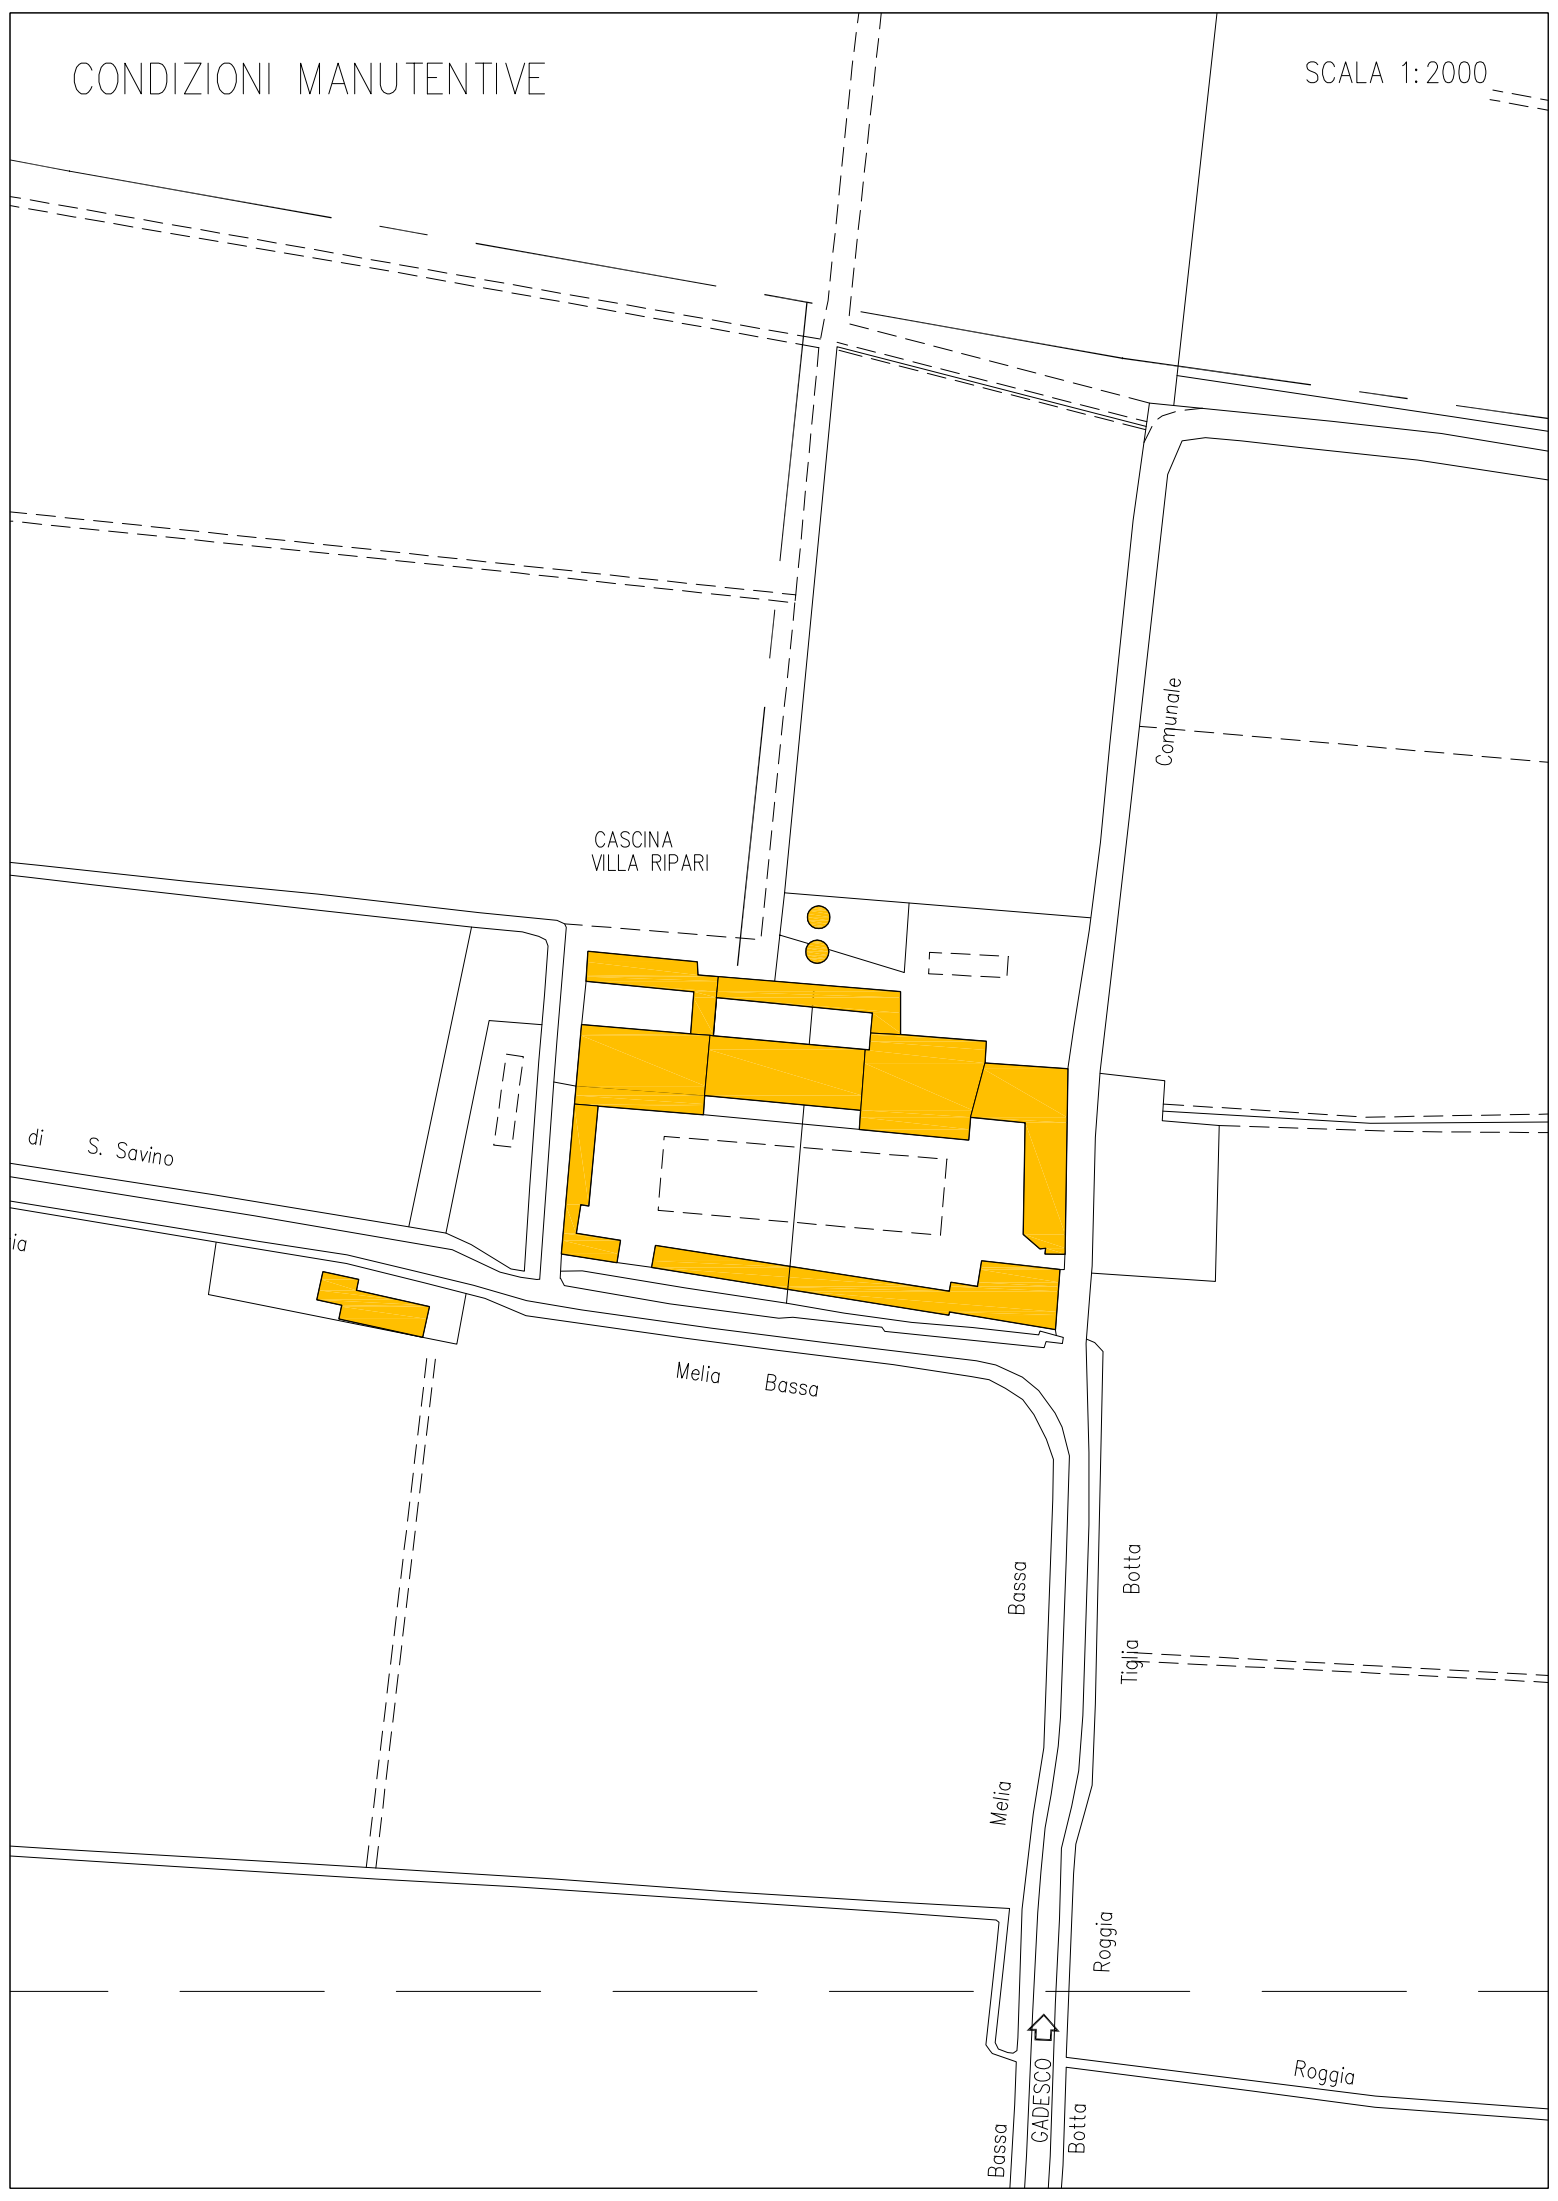 CONDIZIONI MANUTENTIVE
SCALA 1:2000
Comunale
CASCINA
VILLA RIPARI
di S. Savino
ia
Melia Bassa
Bassa
Botta
Tiglia
Melia
Roggia
GADESCO
Roggia
Bassa
Botta